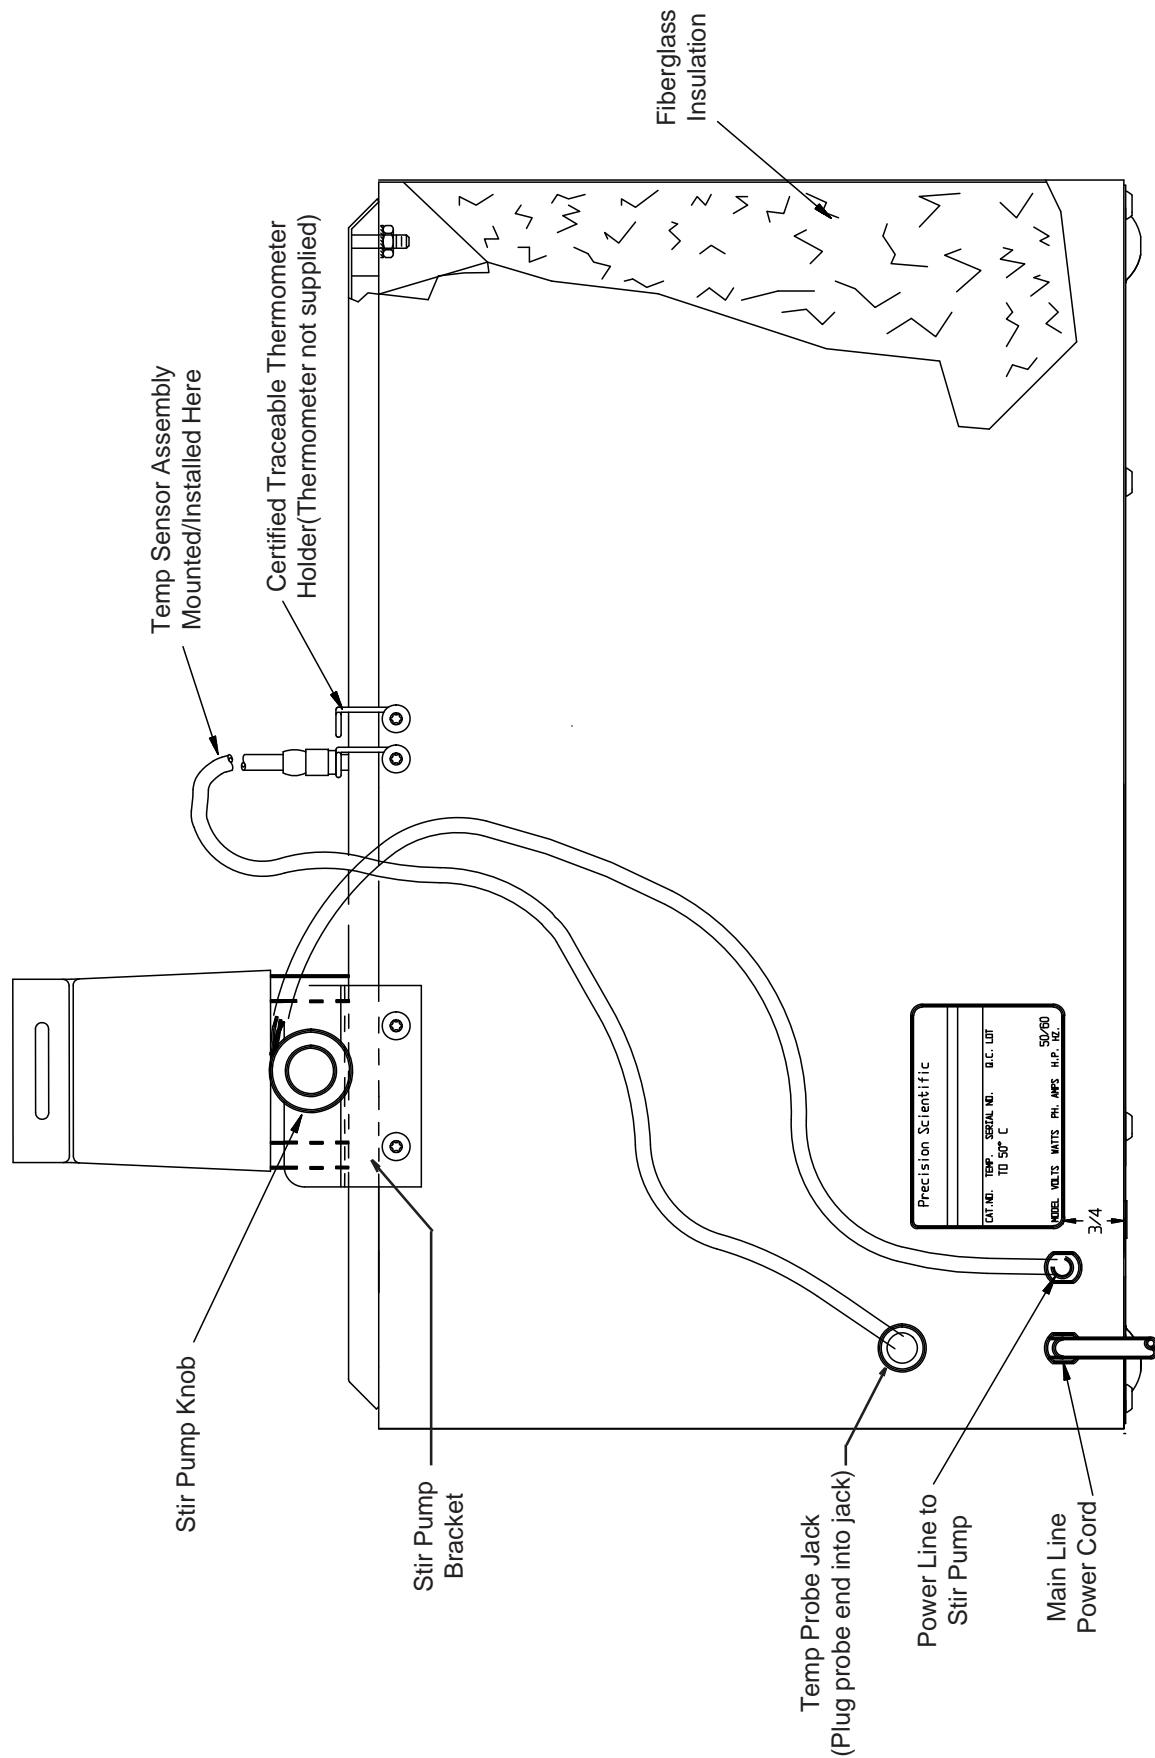 Temp Sensor Assembly
Mounted/Installed Here
Certified Traceable Thermometer
Holder(Thermometer not supplied)
Fiberglass
Insulation
Stir Pump Knob
Stir Pump
Bracket
Temp Probe Jack
(Plug probe end into jack)
Power Line to
Stir Pump
Main Line
Power Cord
Precision Scientific
CAT.NO. TEMP. SERIAL NO. Q.C. LOT
TO 50° C
50/60
MODEL VOLTS WATTS PH. AMPS H.P. HZ.
3/4